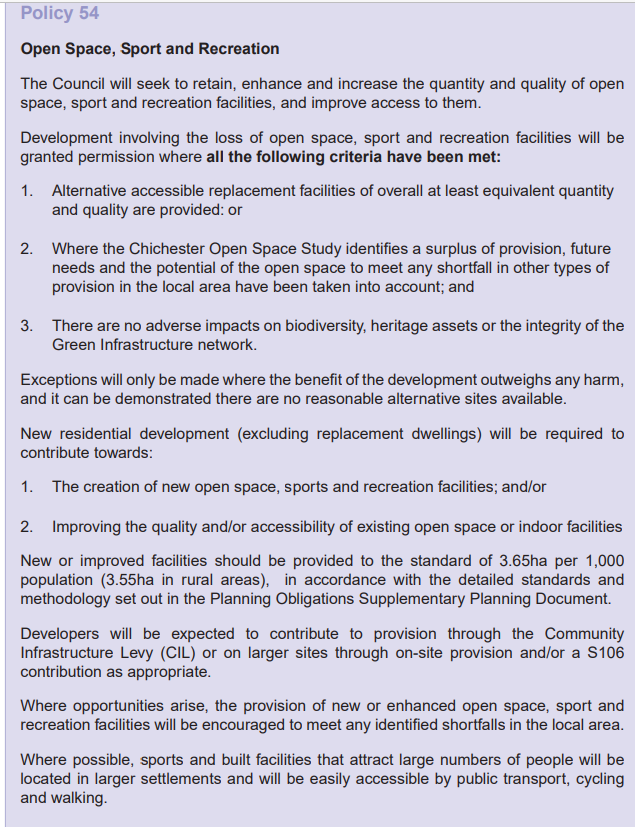 Policy 54
Open Space, Sport and Recreation
The Council will seek to retain, enhance and increase the quantity and quality of open
space, sport and recreation facilities, and improve access to them.
Development involving the loss of open space, sport and recreation facilities will be
granted permission where all the following criteria have been met:
1. Alternative accessible replacement facilities of overall at least equivalent quantity
and quality are provided: or
2. Where the Chichester Open Space Study identifies a surplus of provision, future
needs and the potential of the open space to meet any shortfall in other types of
provision in the local area have been taken into account; and
3. There are no adverse impacts on biodiversity, heritage assets or the integrity of the
Green Infrastructure network.
Exceptions will only be made where the benefit of the development outweighs any harm,
and it can be demonstrated there are no reasonable alternative sites available.
New residential development (excluding replacement dwellings) will be required to
contribute towards:
1. The creation of new open space, sports and recreation facilities; and/or
2. Improving the quality and/or accessibility of existing open space or indoor facilities
New or improved facilities should be provided to the standard of 3.65ha per 1,000
population (3.55ha in rural areas), in accordance with the detailed standards and
methodology set out in the Planning Obligations Supplementary Planning Document.
Developers will be expected to contribute to provision through the Community
Infrastructure Levy (CIL) or on larger sites through on-site provision and/or a S106
contribution as appropriate.
Where opportunities arise, the provision of new or enhanced open space, sport and
recreation facilities will be encouraged to meet any identified shortfalls in the local area.
Where possible, sports and built facilities that attract large numbers of people will be
located in larger settlements and will be easily accessible by public transport, cycling
and walking.